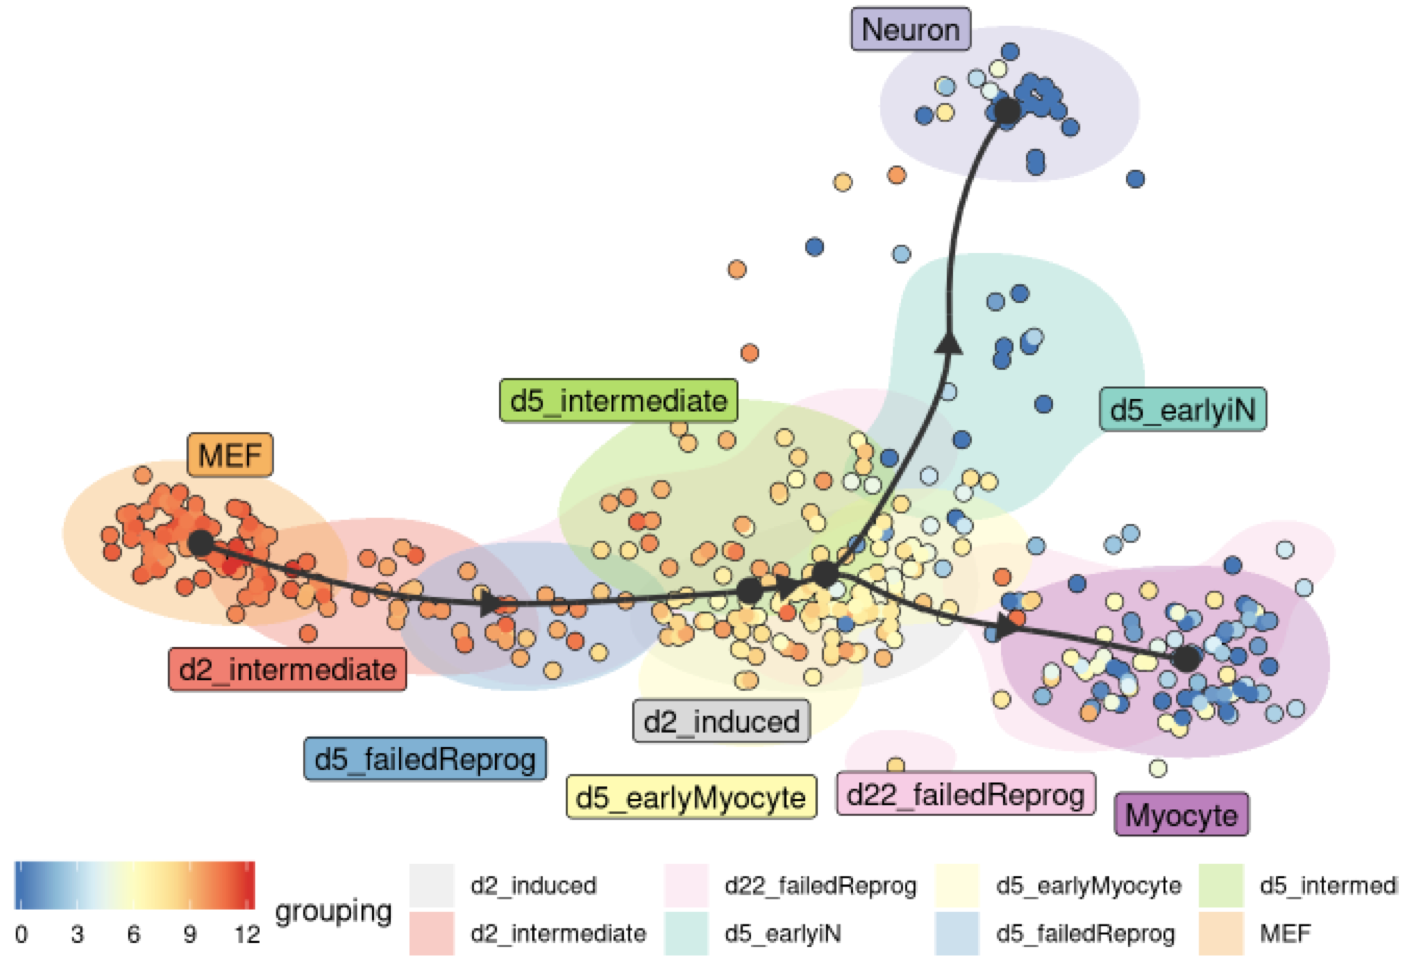 Neuron
d5_intermediate
d5_earlyiN
MEF
d2_intermediate
d2_induced
d5_failedReprog
d5_earlyMyocyte
d22_failedReprog
Myocyte
0 3 6 9 12
grouping
d2_induced
d22_failedReprog
d5_earlyMyocyte
d5_intermedi
d2_intermediate
d5_earlyiN
d5_failedReprog
MEF